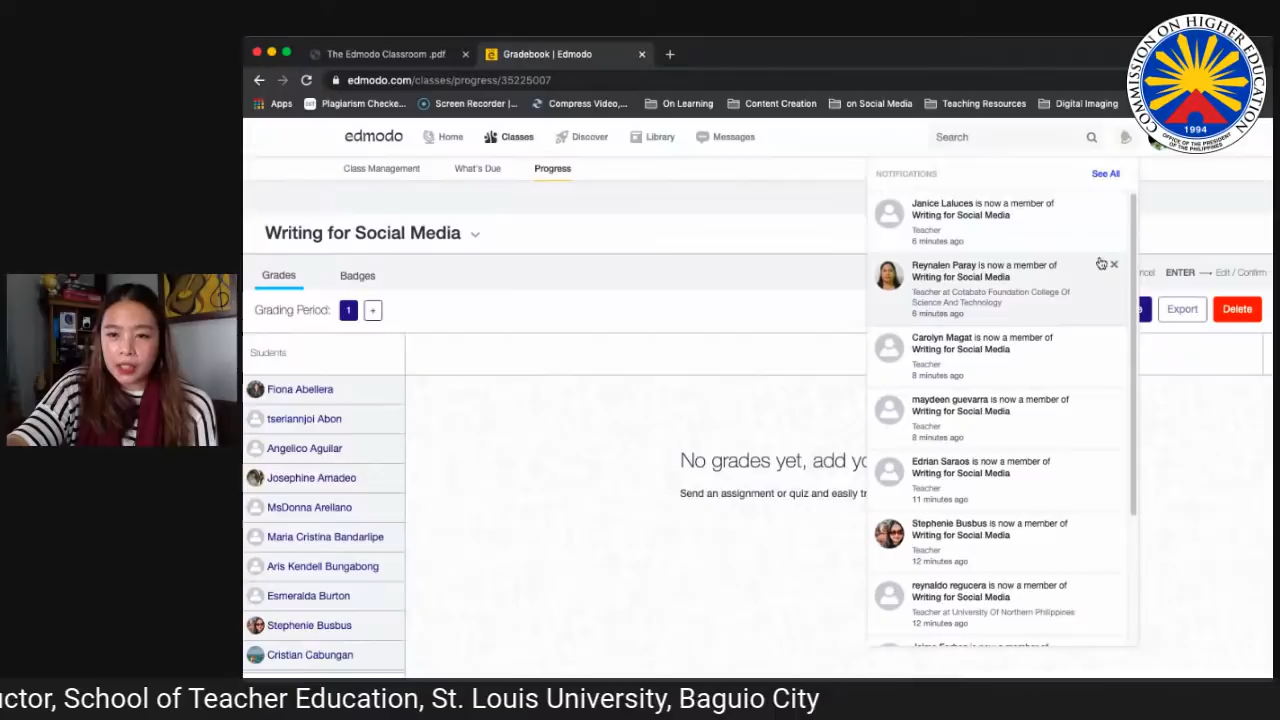 The Edmodo Classroom .pdf
Gradebook | Edmodo
edmodo.com/classes/progress/35225007
Apps
Plagiarism Checke...
Screen Recorder |...
Compress Video,...
On Learning
Content Creation
on Social Media
Teaching Resources
Digital Imaging
COMMISSION ON HIGHER EDUCATION
1994
OFFICE OF THE PRESIDENT
OF THE PHILIPPINES
edmodo
Home
Classes
Discover
Library
Messages
Search
Class Management
What's Due
Progress
NOTIFICATIONS
See All
Writing for Social Media
Grades
Badges
ENTER → Edit / Confirm
Grading Period: 1 +
Export
Delete
Students
Fiona Abellera
tseriannjoi Abon
Angelico Aguilar
Josephine Amadeo
MsDonna Arellano
Maria Cristina Bandarlipe
Aris Kendell Bungabong
Esmeralda Burton
Stephenie Busbus
Cristian Cabungan
No grades yet, add
Send an assignment or quiz and easily
Janice Laluces is now a member of
Writing for Social Media
Teacher
6 minutes ago
Reynalen Paray is now a member of
Writing for Social Media
Teacher at Cotabato Foundation College Of
Science And Technology
6 minutes ago
Carolyn Magat is now a member of
Writing for Social Media
Teacher
8 minutes ago
maydeen guevarra is now a member of
Writing for Social Media
Teacher
8 minutes ago
Edrian Saraos is now a member of
Writing for Social Media
Teacher
11 minutes ago
Stephenie Busbus is now a member of
Writing for Social Media
Teacher
12 minutes ago
reynaldo regucera is now a member of
Writing for Social Media
Teacher at University Of Northern Philippines
12 minutes ago
uctor, School of Teacher Education, St. Louis University, Baguio City